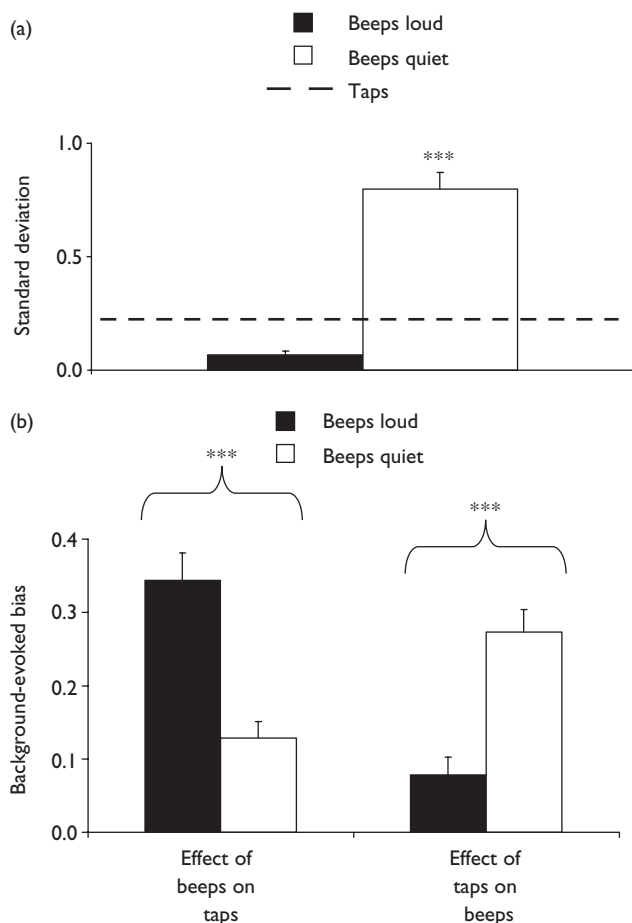 (a)
Beeps loud
Beeps quiet
Taps
1.0
***
0.5
0.0
Standard deviation
(b)
Beeps loud
Beeps quiet
***
***
0.4
0.3
0.2
0.1
0.0
Background-evoked bias
Effect of
beeps on
taps
Effect of
taps on
beeps